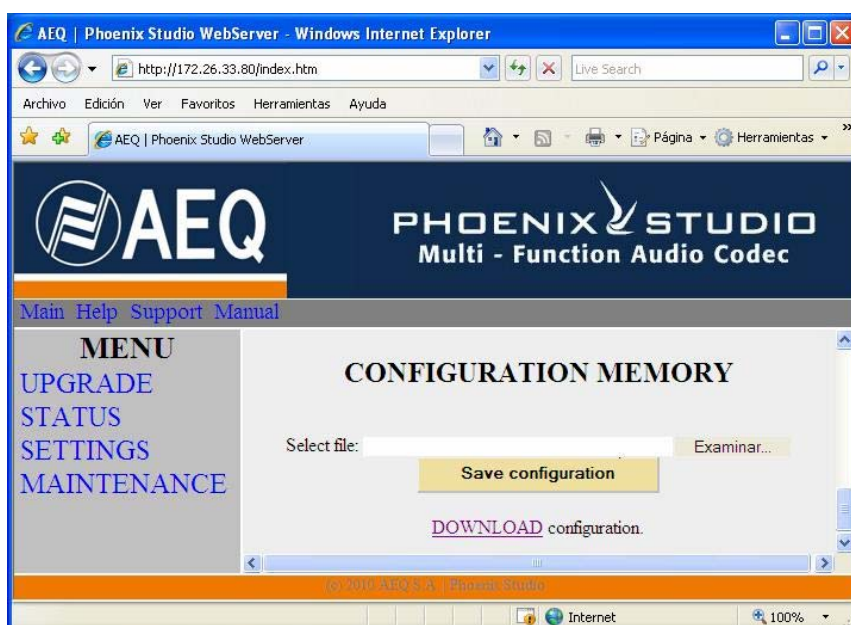 AEQ | Phoenix Studio WebServer - Windows Internet Explorer
http://172.26.33.80/index.htm
Live Search
Archivo Edición Ver Favoritos Herramientas Ayuda
AEQ | Phoenix Studio WebServer
Página
Herramientas
AEQ
PHOENIX STUDIO
Multi - Function Audio Codec
Main Help Support Manual
MENU
UPGRADE
STATUS
SETTINGS
MAINTENANCE
CONFIGURATION MEMORY
Select file:
Examinar...
Save configuration
DOWNLOAD configuration.
(c) 2010 AEQ S.A. | Phoenix Studio
Internet
100%